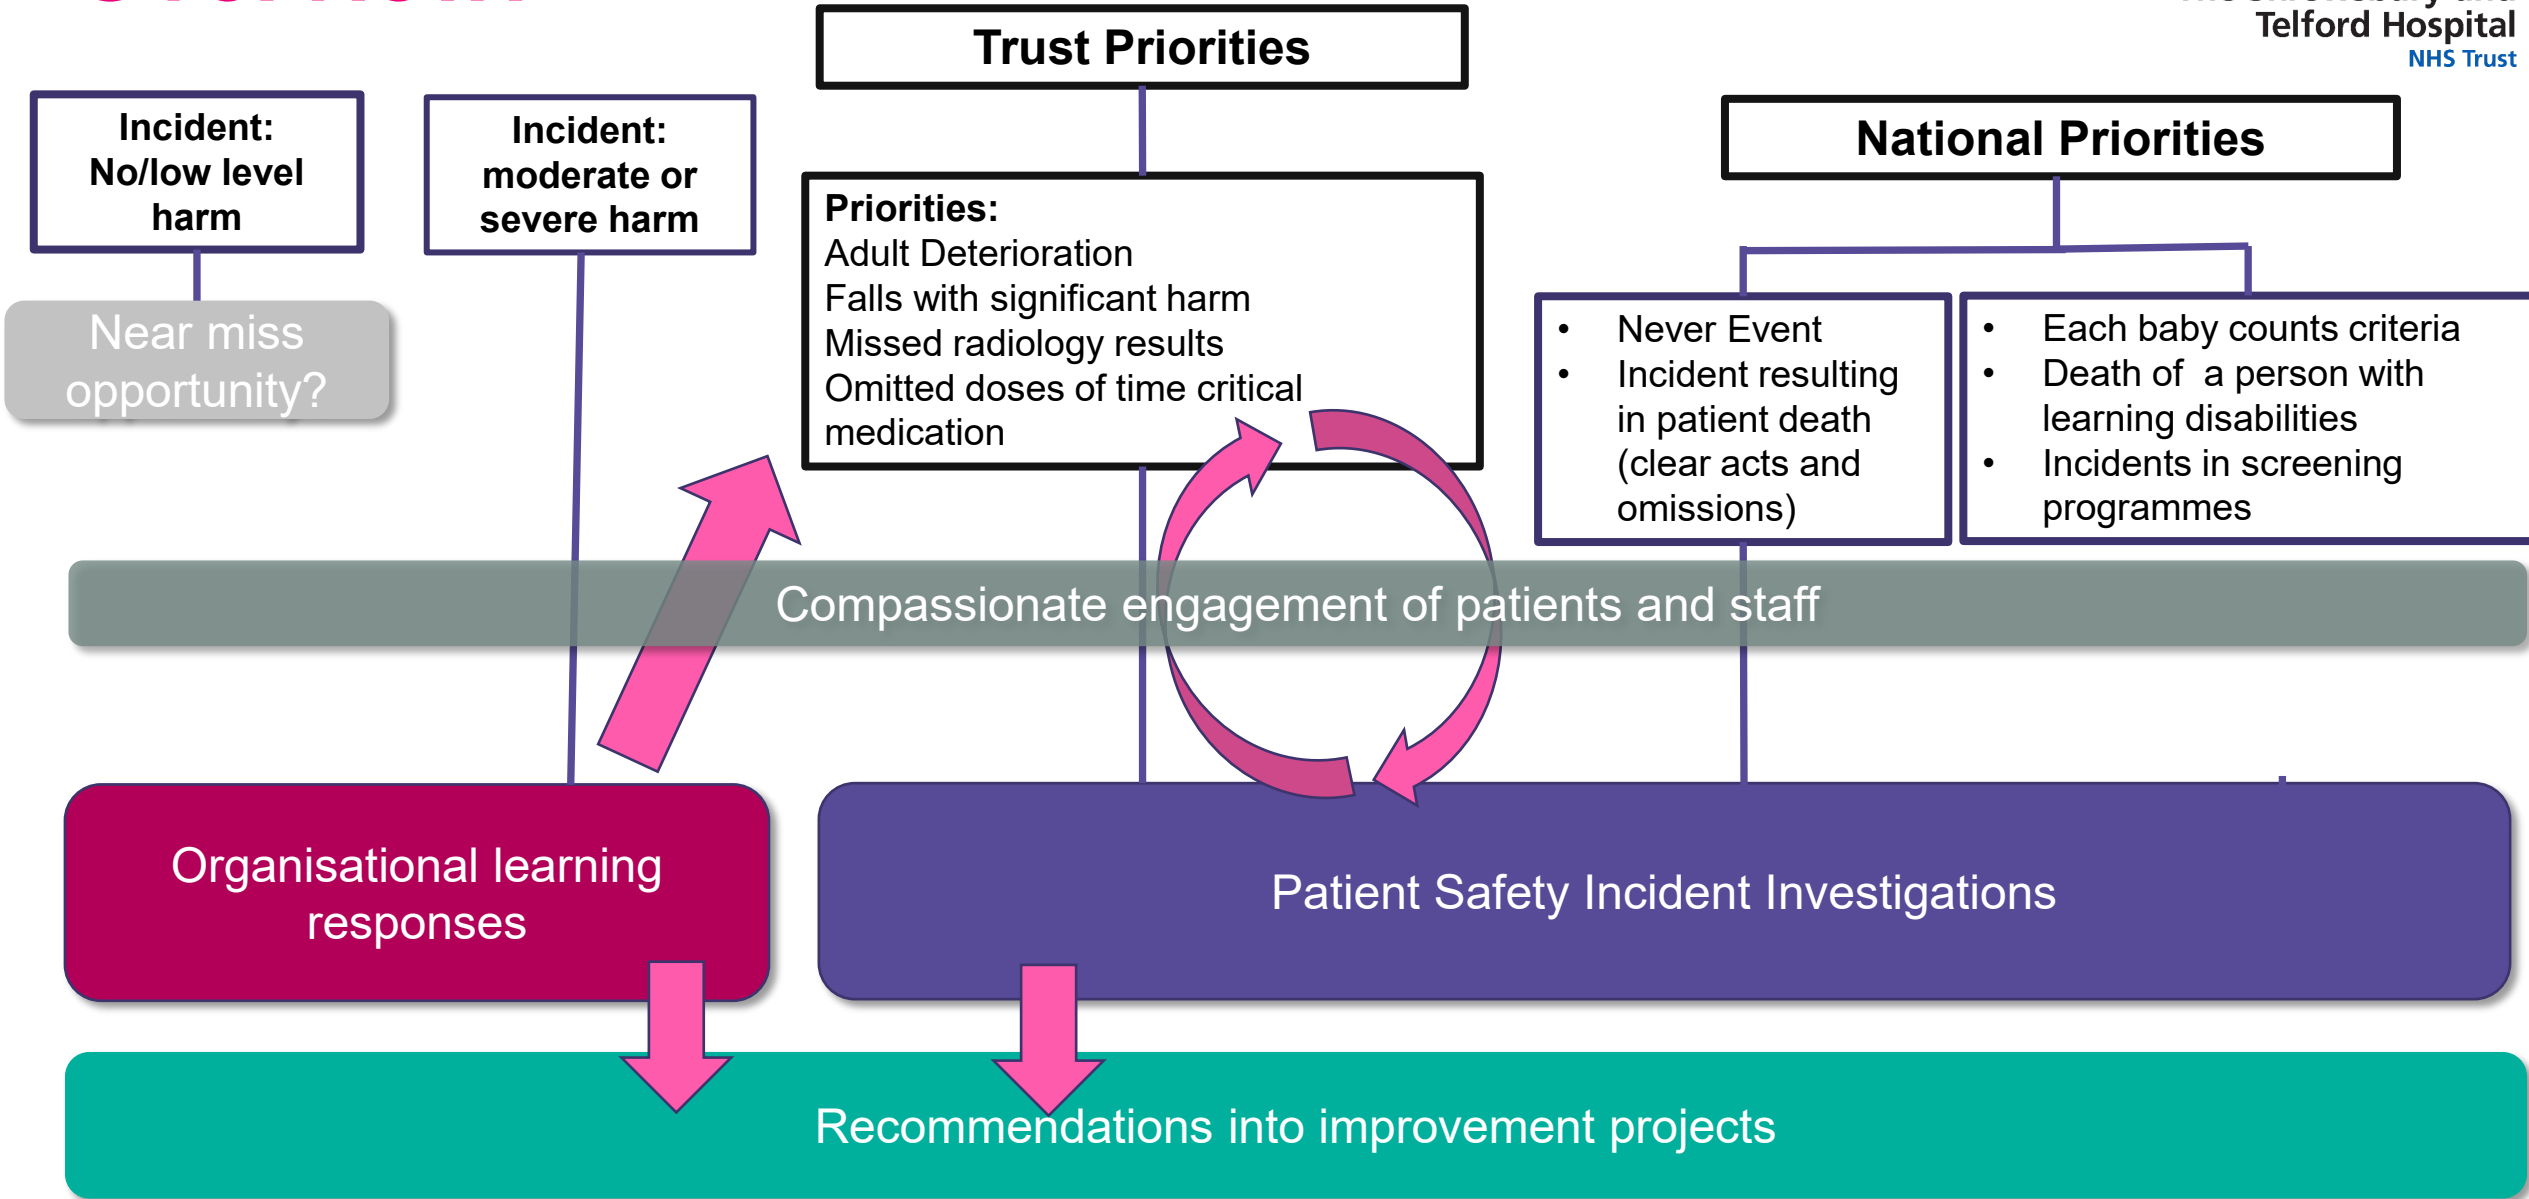 Trust Priorities
Telford Hospital
NHS Trust
Incident:
No/low level
harm
Incident:
moderate or
severe harm
National Priorities
Near miss
opportunity?
Priorities:
Adult Deterioration
Falls with significant harm
Missed radiology results
Omitted doses of time critical
medication
• Never Event
• Incident resulting
in patient death
(clear acts and
omissions)
• Each baby counts criteria
• Death of a person with
learning disabilities
• Incidents in screening
programmes
Compassionate engagement of patients and staff
Organisational learning
responses
Patient Safety Incident Investigations
Recommendations into improvement projects